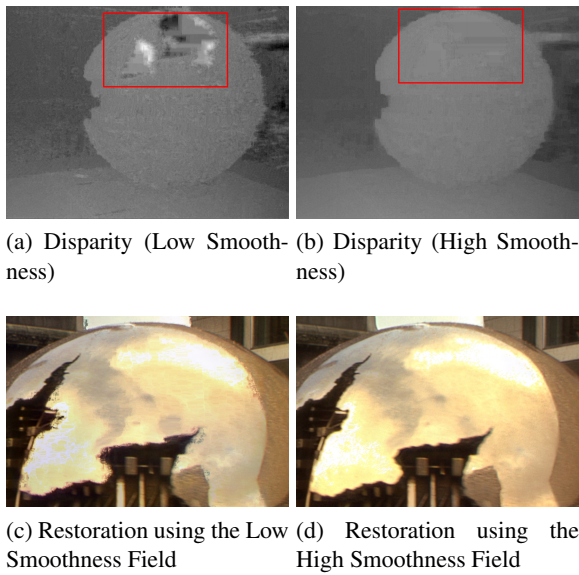 (a) Disparity (Low Smooth-
ness)
(b) Disparity (High Smooth-
ness)
(c) Restoration using the Low
Smoothness Field
(d) Restoration using the
High Smoothness Field